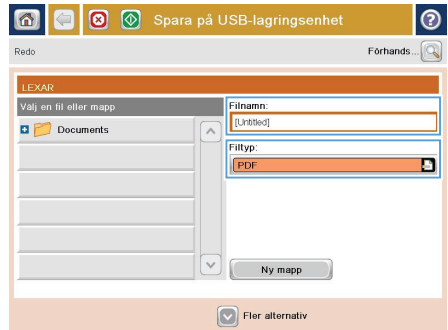 Spara på USB-lagringsenhet
Redo
Förhands...
LEXAR
Välj en fil eller mapp
Filnamn:
Documents
[Untitled]
Filtyp:
PDF
Ny mapp
Fler alternativ